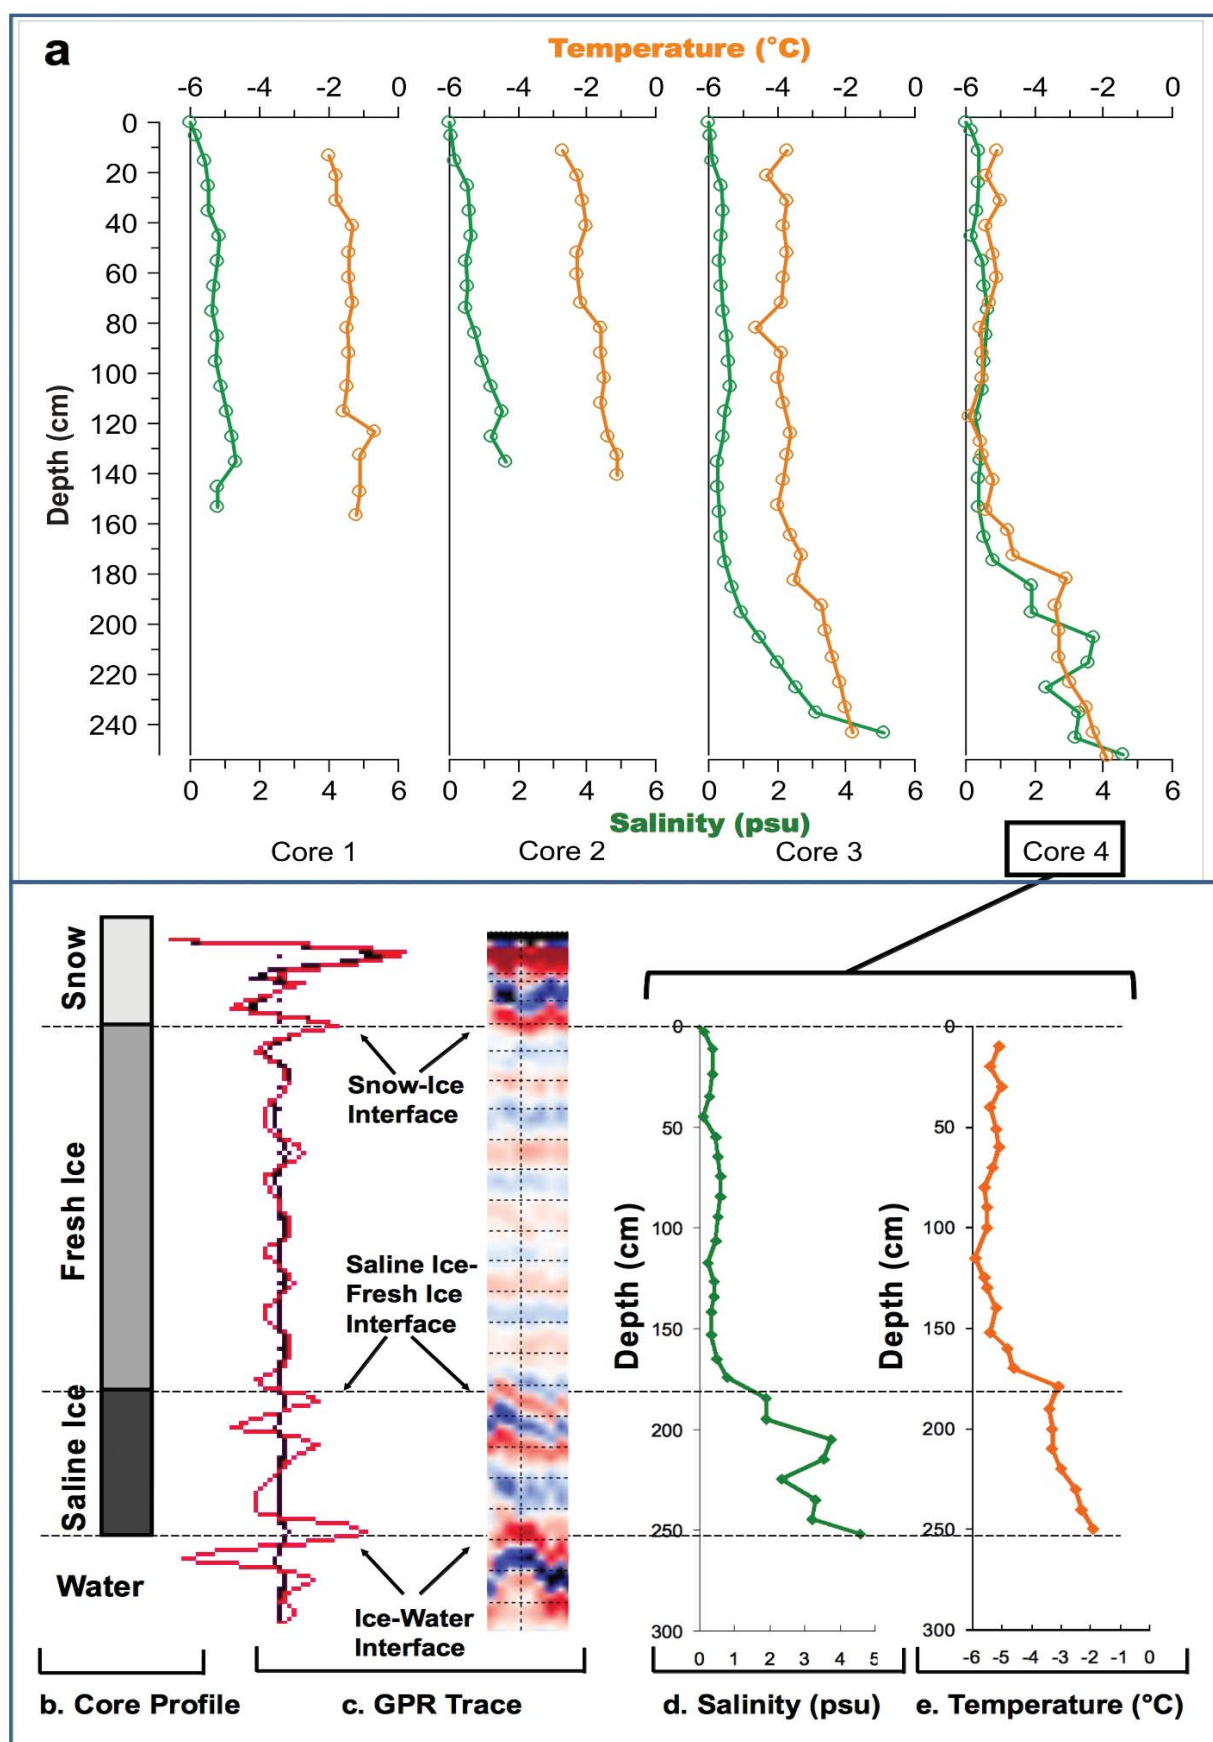 a
Temperature (°C)
-6 -4 -2 0 -6 -4 -2 0 -6 -4 -2 0 -6 -4 -2 0
0
20
40
60
80
100
120
140
160
180
200
220
240
Depth (cm)
0 2 4 6 0 2 4 6 0 2 4 6 0 2 4 6
Salinity (psu)
Core 1 Core 2 Core 3 Core 4
Snow
Fresh Ice
Saline Ice
Water
Snow-Ice
Interface
Saline Ice-
Fresh Ice
Interface
Ice-Water
Interface
Depth (cm)
0
50
100
150
200
250
300
0 1 2 3 4 5
Depth (cm)
0
50
100
150
200
250
300
-6 -5 -4 -3 -2 -1 0
b. Core Profile c. GPR Trace d. Salinity (psu) e. Temperature (°C)